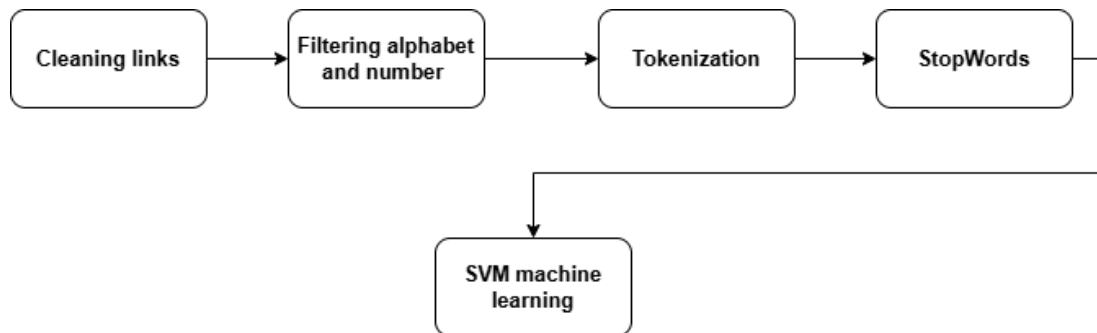 Cleaning links
Filtering alphabet
and number
Tokenization
StopWords
SVM machine
learning